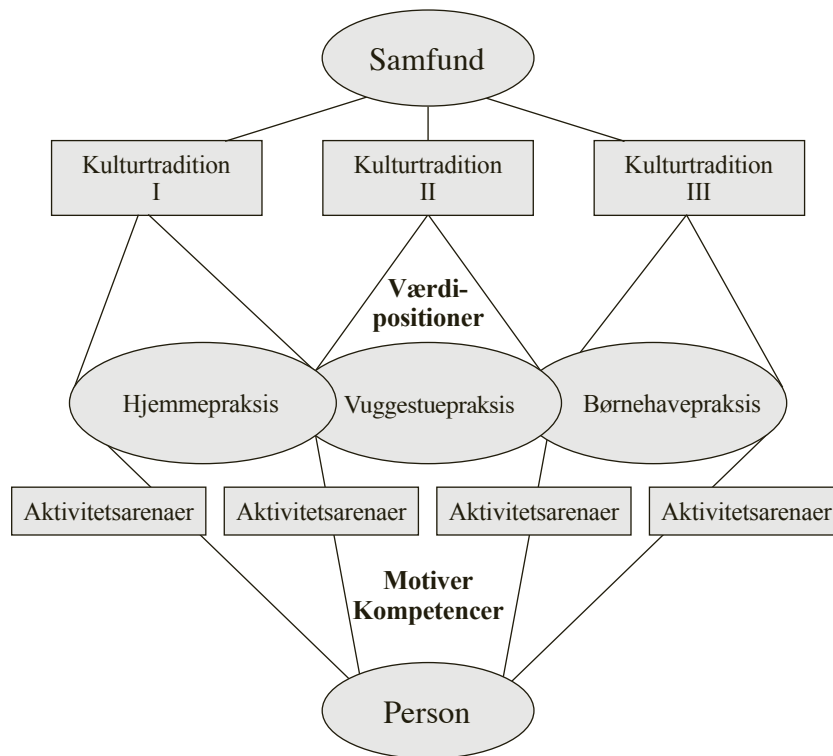 Samfund
Kulturtradition
I
Kulturtradition
II
Kulturtradition
III
Værdi-
positioner
Hjemmepraksis
Vuggestuepraksis
Børnehavepraksis
Aktivitetsarenaer
Aktivitetsarenaer
Aktivitetsarenaer
Aktivitetsarenaer
Motiver
Kompetencer
Person